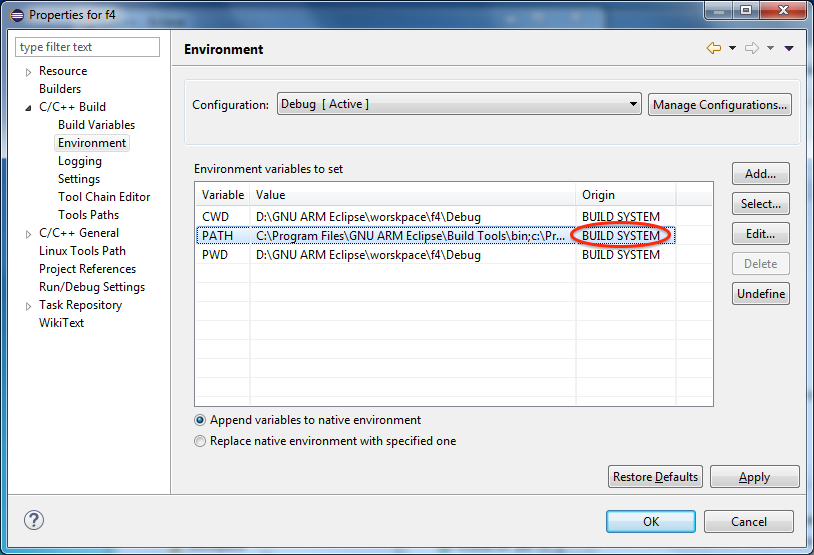 Properties for f4
type filter text
Resource
Builders
C/C++ Build
Build Variables
Environment
Logging
Settings
Tool Chain Editor
Tools Paths
C/C++ General
Linux Tools Path
Project References
Run/Debug Settings
Task Repository
WikiText
Environment
Configuration: Debug [ Active ] Manage Configurations...
Environment variables to set
Variable Value Origin
CWD D:\GNU ARM Eclipse\worskpace\f4\Debug BUILD SYSTEM
PATH C:\Program Files\GNU ARM Eclipse\Build Tools\bin;c:\Pr... BUILD SYSTEM
PWD D:\GNU ARM Eclipse\worskpace\f4\Debug BUILD SYSTEM
Add...
Select...
Edit...
Delete
Undefine
Append variables to native environment
Replace native environment with specified one
Restore Defaults Apply
? OK Cancel